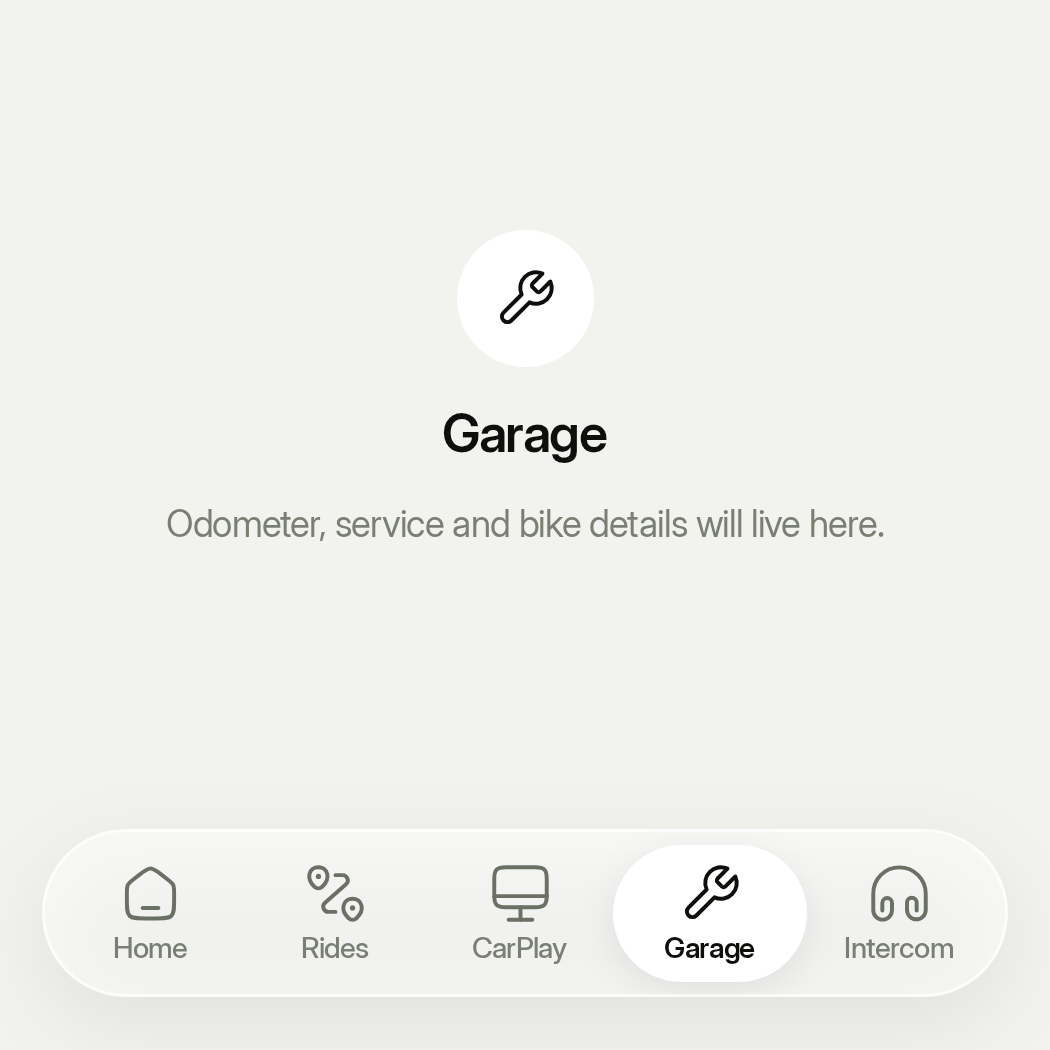 Garage
Odometer, service and bike details will live here.
Home
Rides
CarPlay
Garage
Intercom